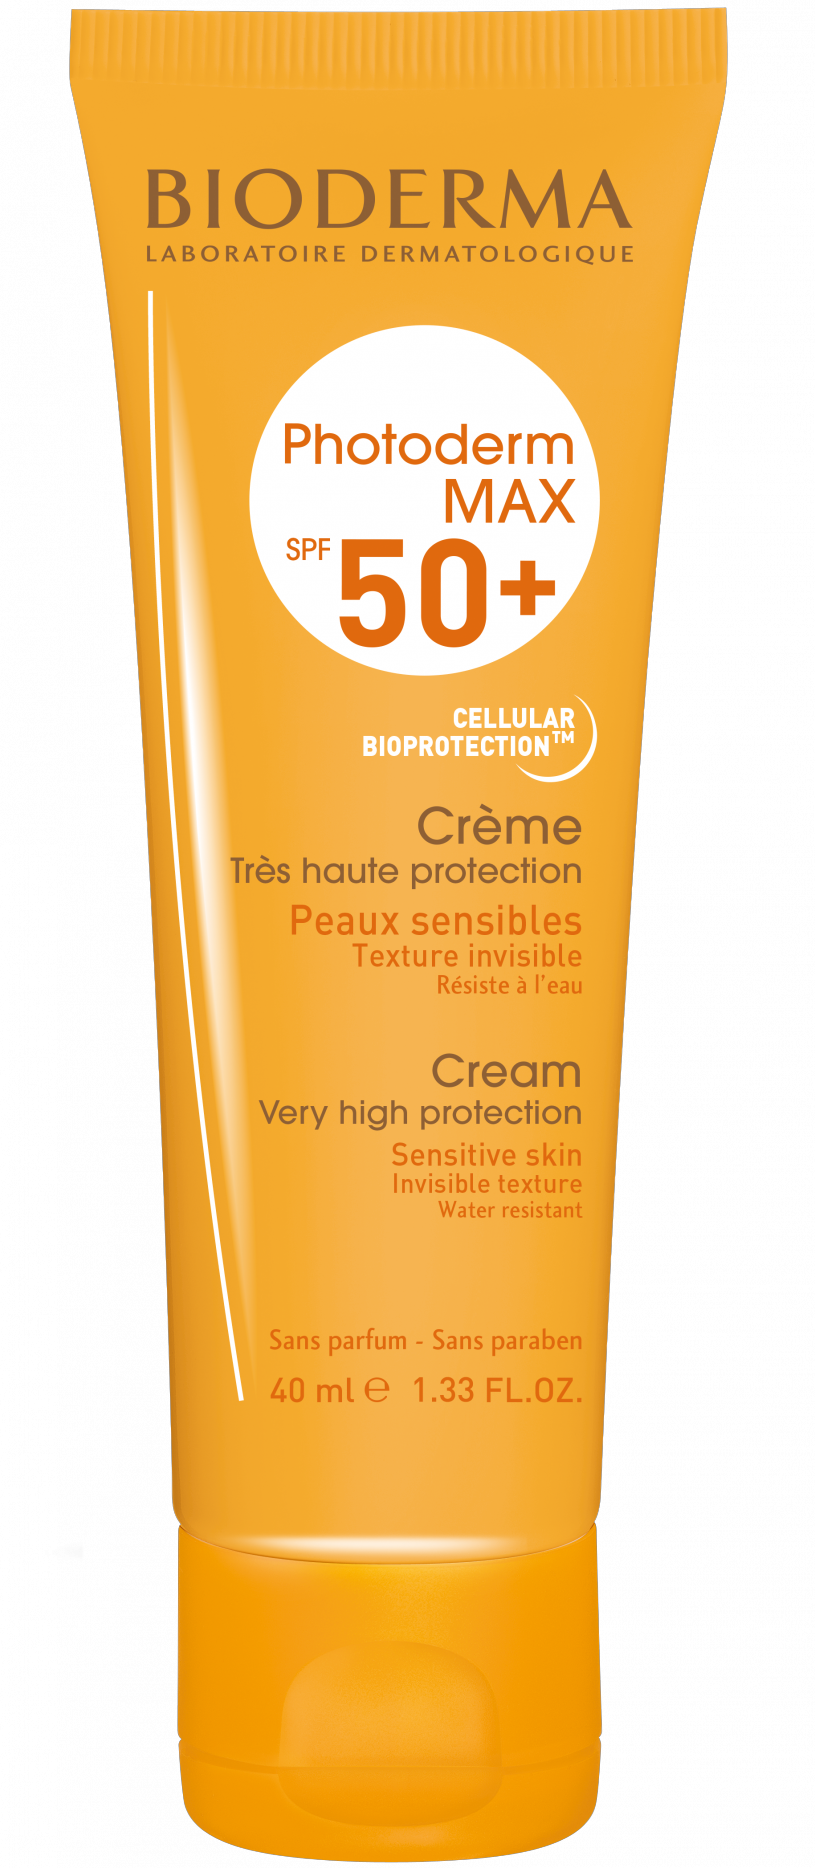 BIODERMA
LABORATOIRE DERMATOLOGIQUE
Photoderm
MAX
SPF 50+
CELLULAR
BIOPROTECTION™
Crème
Très haute protection
Peaux sensibles
Texture invisible
Résiste à l'eau
Cream
Very high protection
Sensitive skin
Invisible texture
Water resistant
Sans parfum - Sans paraben
40 ml ℮ 1.33 FL.OZ.